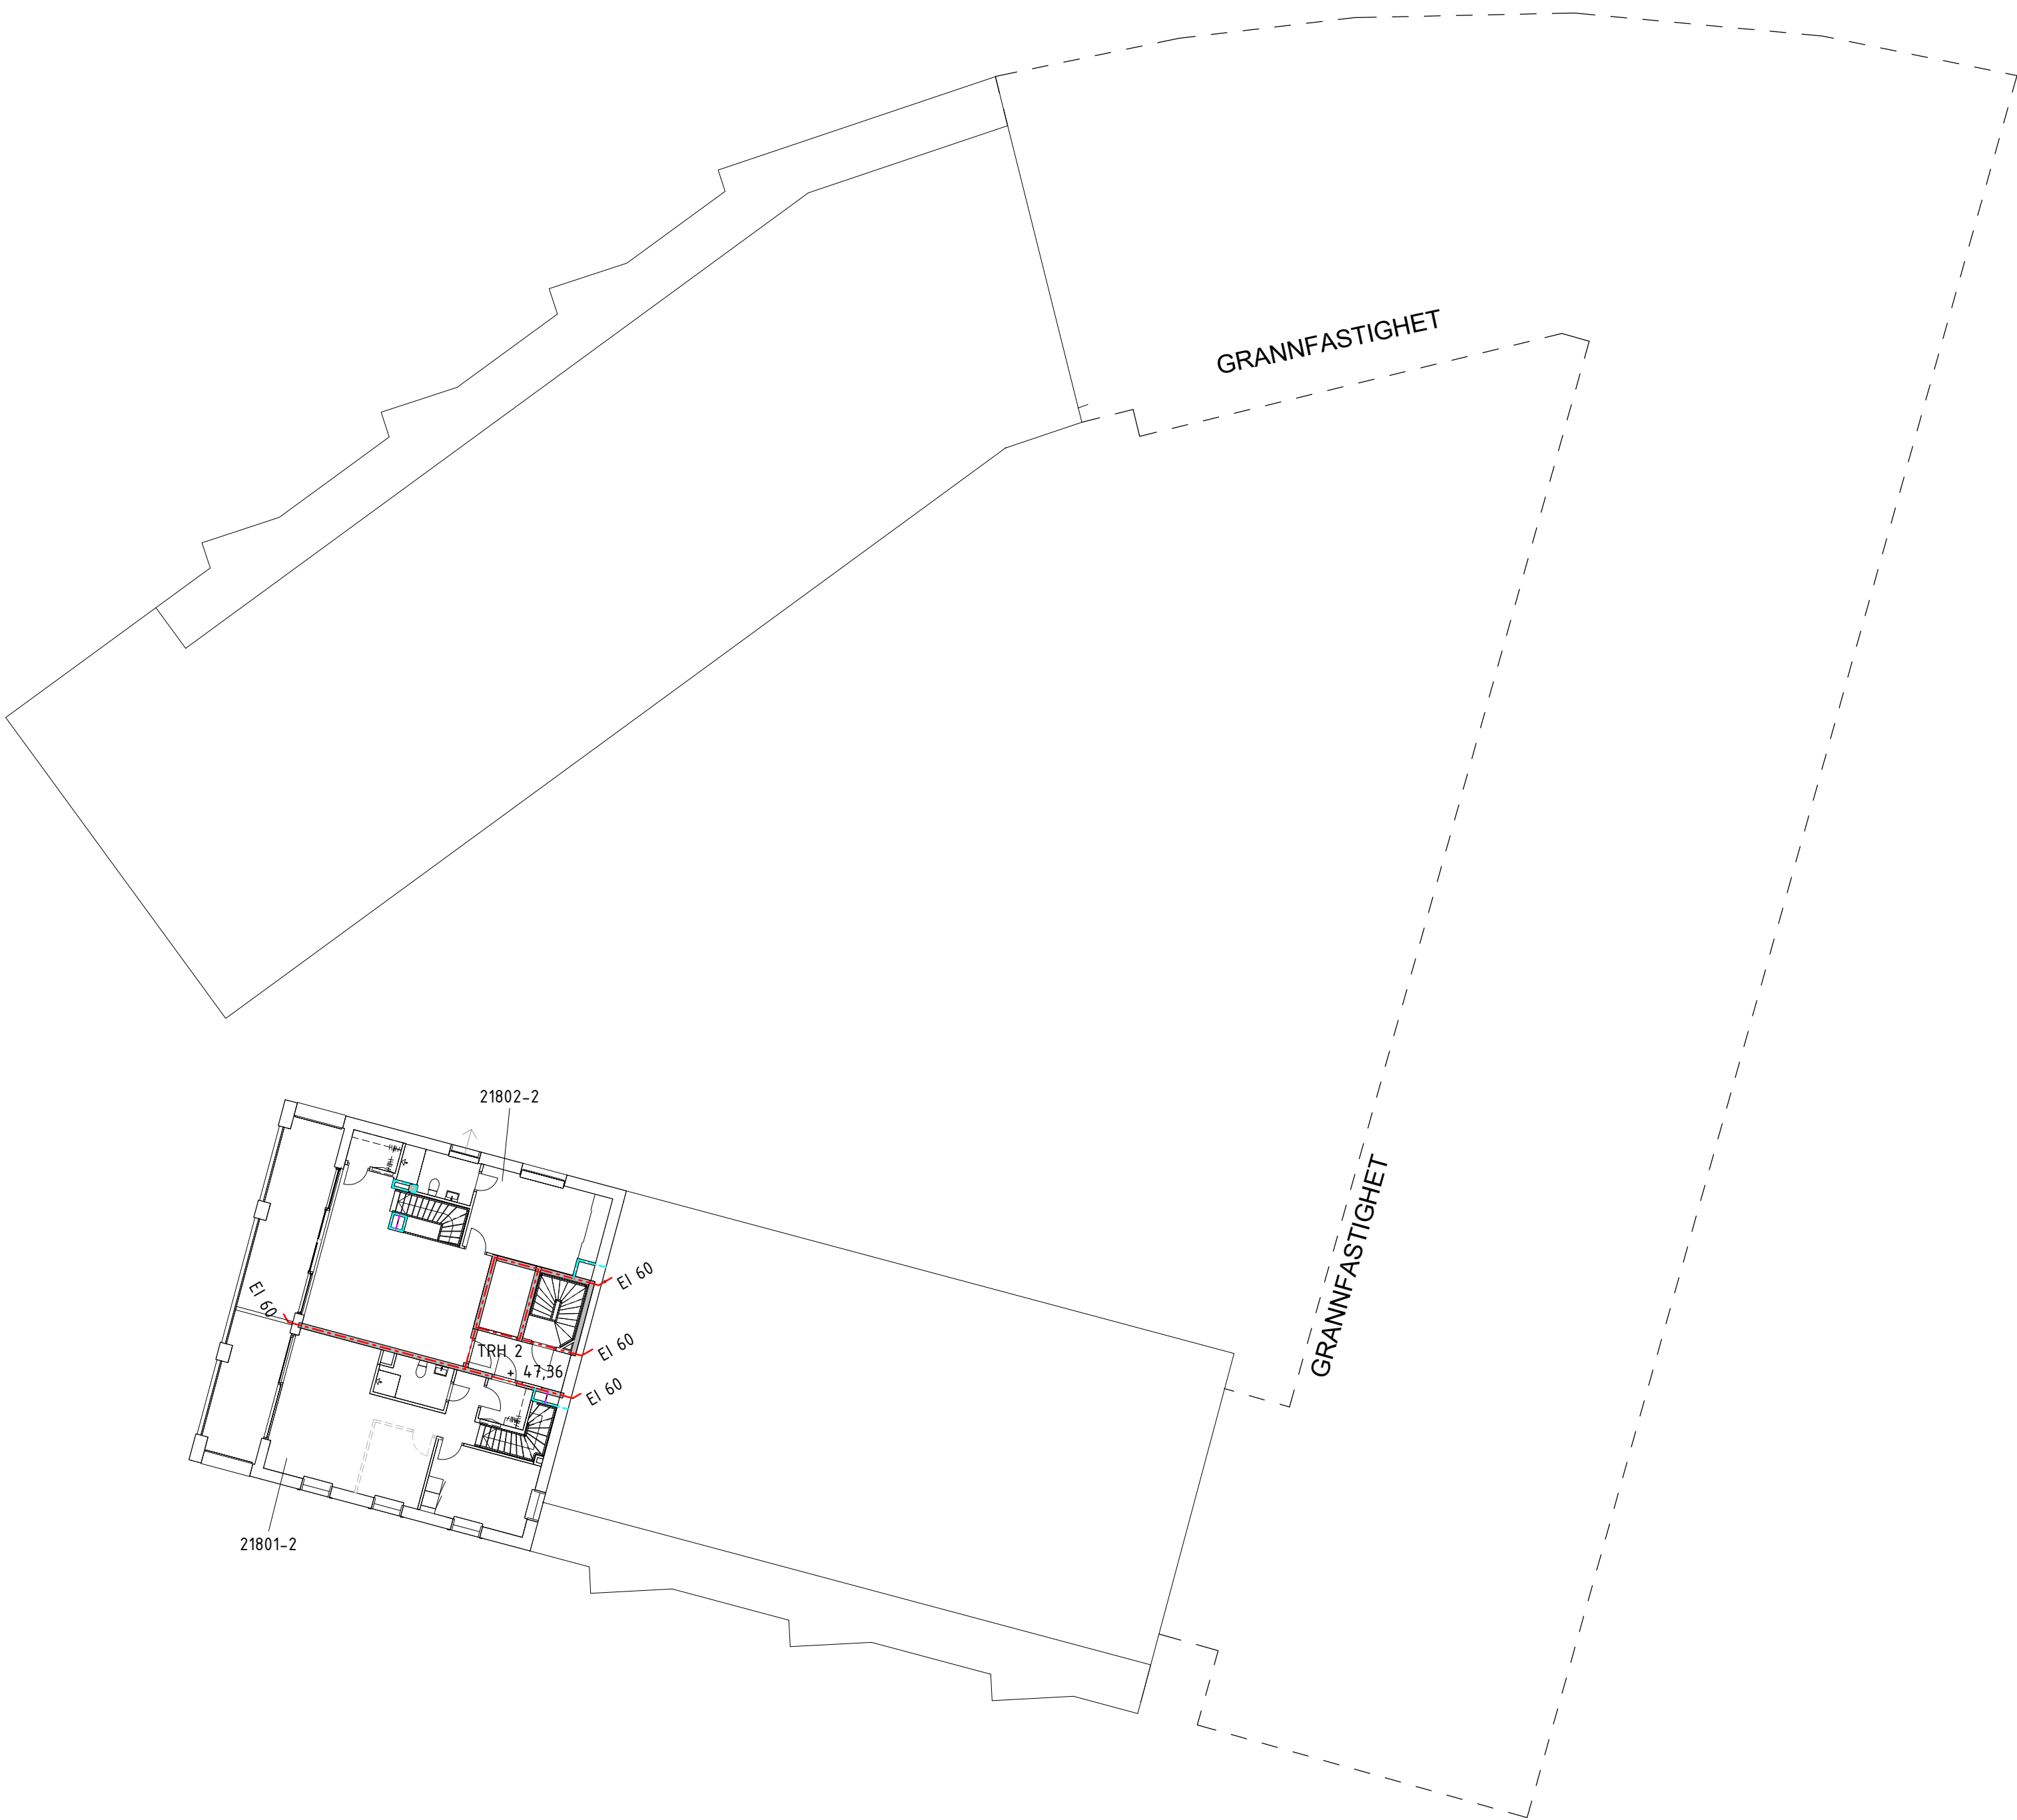 GRANNFASTIGHET
21802-2
GRANNFASTIGHET
EI 60
EI 60
EI 60
TRH 2
+ 47,36
EI 60
21801-2